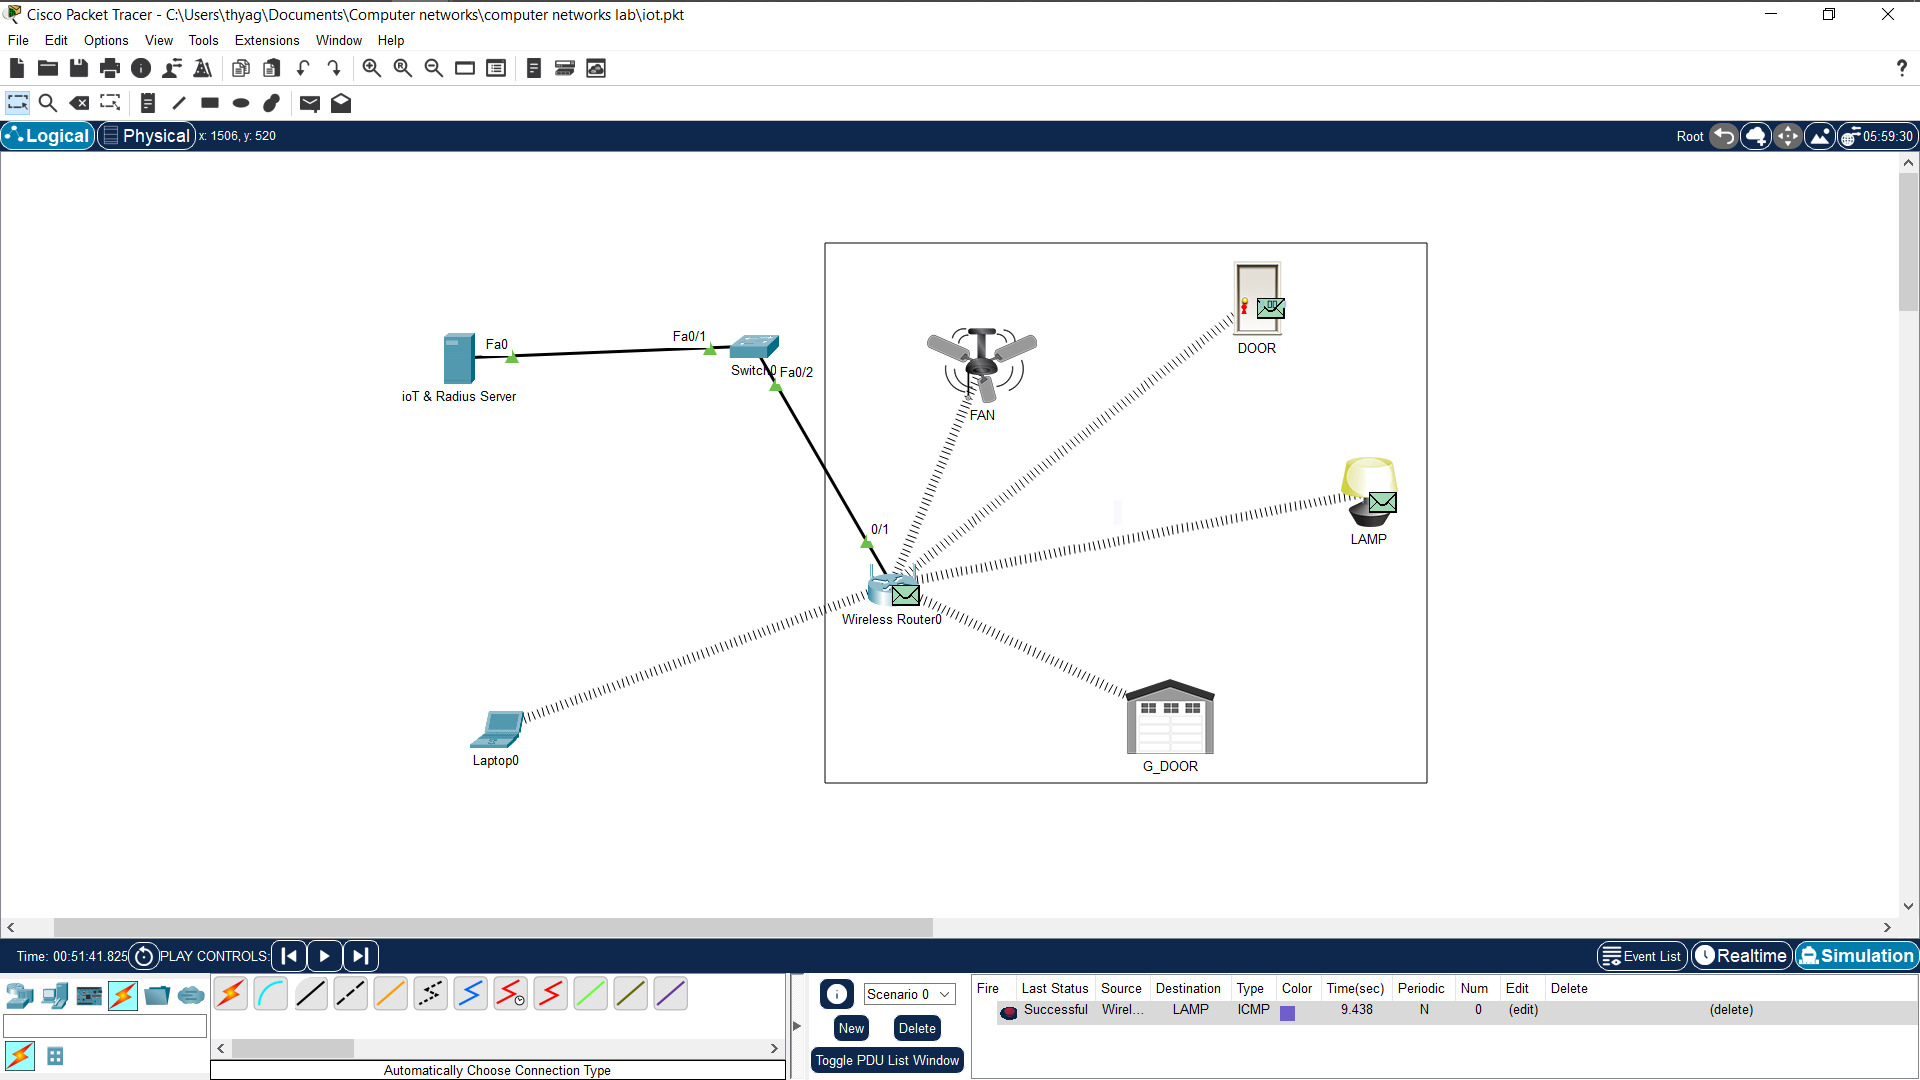 Cisco Packet Tracer - C:\Users\thyag\Documents\Computer networks\computer networks lab\iot.pkt
File Edit Options View Tools Extensions Window Help
?
Logical Physical x: 1506, y: 520 Root 05:59:30
DOOR
Fa0 Fa0/1
Switch0 Fa0/2
ioT & Radius Server
FAN
LAMP
0/1
Wireless Router0
Laptop0
G_DOOR
Time: 00:51:41.825 PLAY CONTROLS: Event List Realtime Simulation
Scenario 0
New Delete
Toggle PDU List Window
Automatically Choose Connection Type
Fire Last Status Source Destination Type Color Time(sec) Periodic Num Edit Delete
Successful Wirel... LAMP ICMP 9.438 N 0 (edit) (delete)